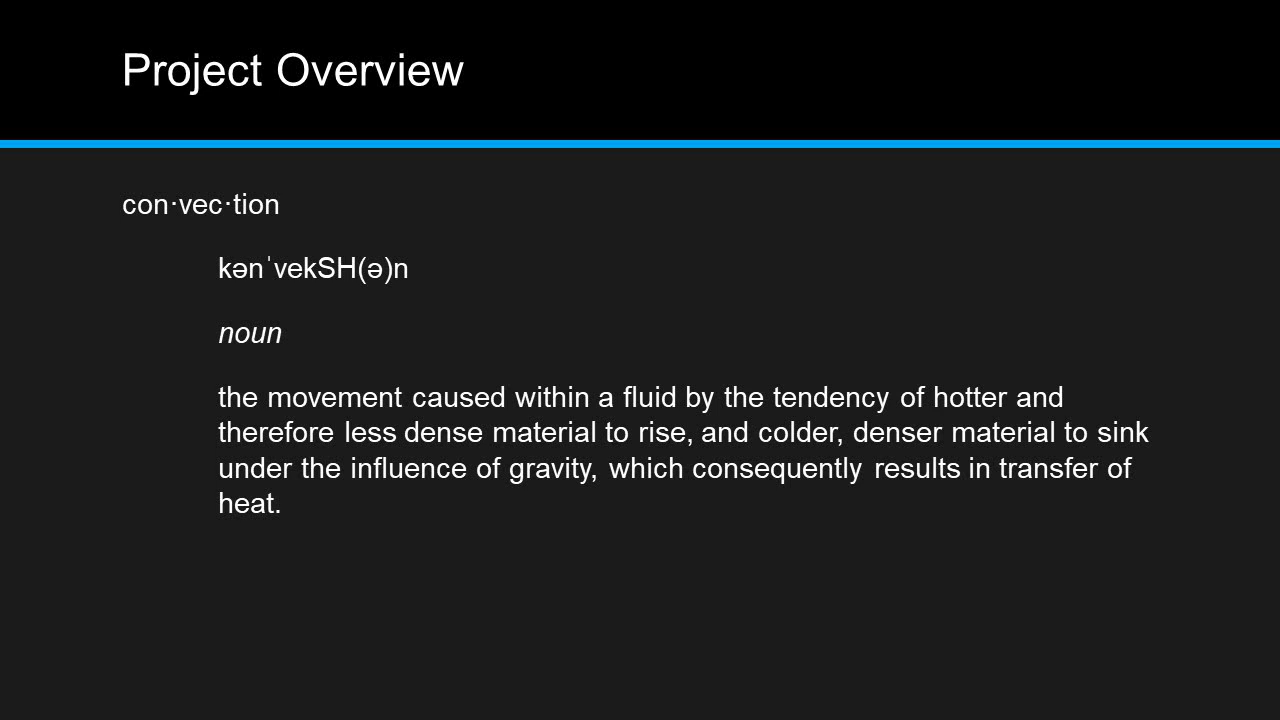 Project Overview
con·vec·tion
kənˈvekSH(ə)n
noun
the movement caused within a fluid by the tendency of hotter and
therefore less dense material to rise, and colder, denser material to sink
under the influence of gravity, which consequently results in transfer of
heat.